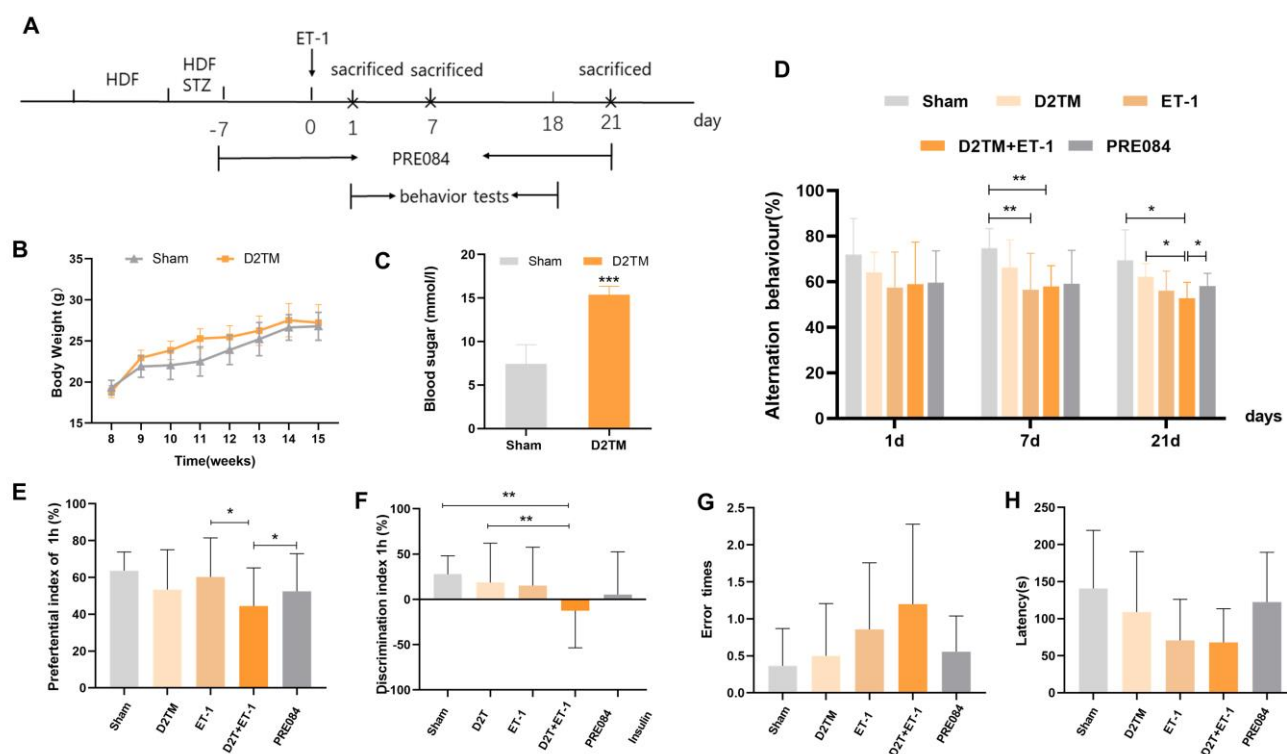 A
ET-1
HDF
HDF
STZ
sacrificed
sacrificed
sacrificed
-7
0
1
7
18
21
day
PRE084
behavior tests
B
Sham
D2TM
Body Weight (g)
35
30
25
20
15
8 9 10 11 12 13 14 15
Time(weeks)
C
Sham
D2TM
Blood sugar (mmol/l)
20
15
10
5
0
***
Sham
D2TM
D
Sham
D2TM
ET-1
D2TM+ET-1
PRE084
Alternation behaviour(%)
100
80
60
40
20
0
**
**
*
*
*
1d
7d
21d
days
E
Prefertential index of 1h (%)
100
80
60
40
20
0
*
*
Sham
D2TM
ET-1
D2T+ET-1
PRE084
F
Discrimination index 1h (%)
100
50
0
-50
-100
**
**
Sham
D2T
ET-1
D2T+ET-1
PRE084
Insulin
G
Error times
2.5
2.0
1.5
1.0
0.5
0.0
Sham
D2TM
ET-1
D2T+ET-1
PRE084
H
Latency(s)
250
200
150
100
50
0
Sham
D2TM
ET-1
D2T+ET-1
PRE084